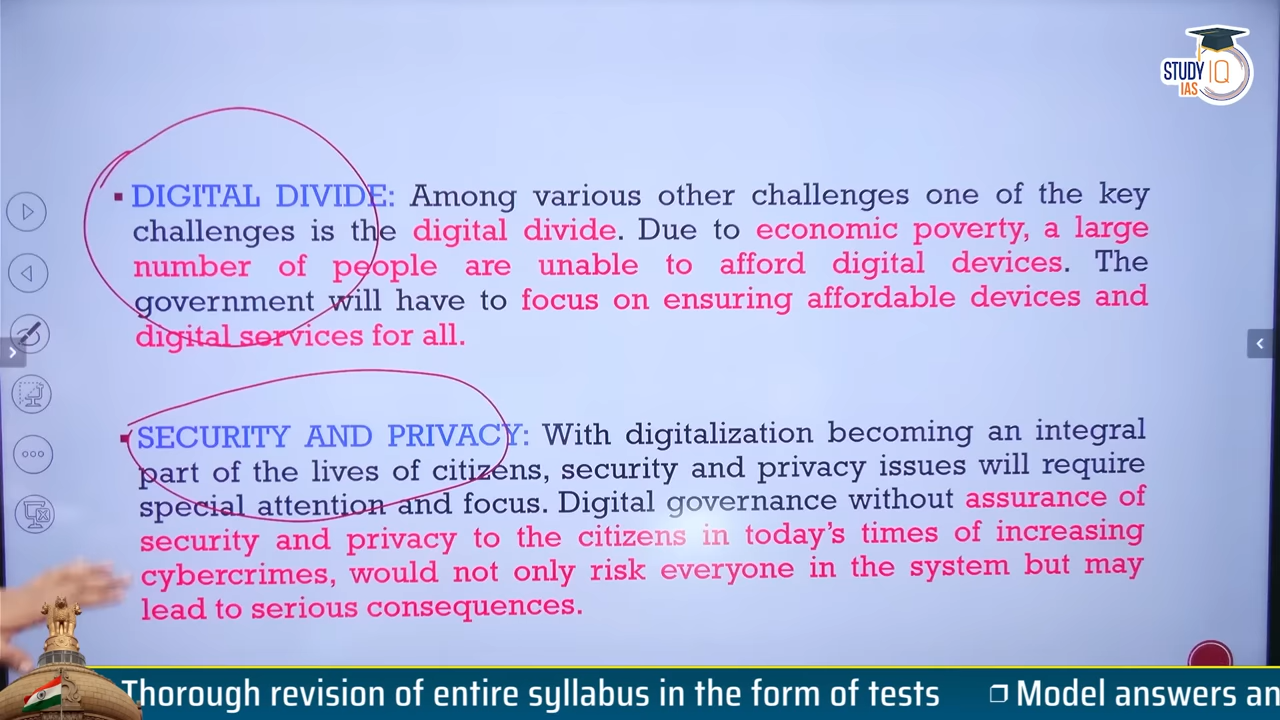 STUDY IQ
IAS
▪ DIGITAL DIVIDE: Among various other challenges one of the key
challenges is the digital divide. Due to economic poverty, a large
number of people are unable to afford digital devices. The
government will have to focus on ensuring affordable devices and
digital services for all.
▪ SECURITY AND PRIVACY: With digitalization becoming an integral
part of the lives of citizens, security and privacy issues will require
special attention and focus. Digital governance without assurance of
security and privacy to the citizens in today's times of increasing
cybercrimes, would not only risk everyone in the system but may
lead to serious consequences.
Thorough revision of entire syllabus in the form of tests ❐ Model answers an